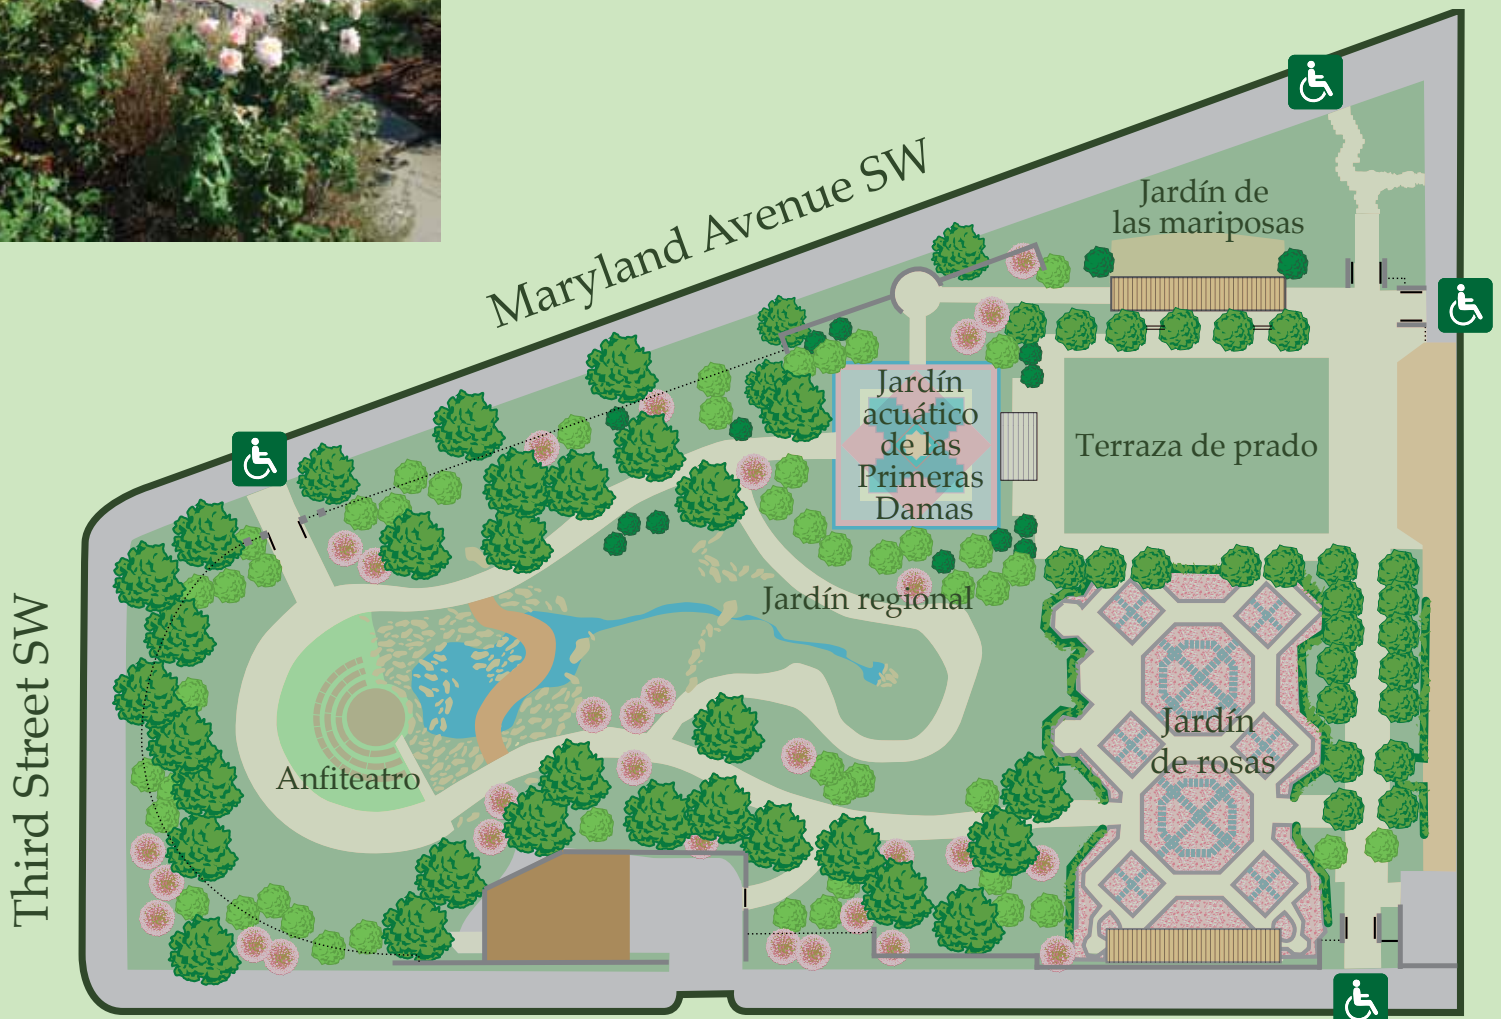 Maryland Avenue SW
Jardín de
las mariposas
Jardín
acuático
de las
Primeras
Damas
Terraza de prado
Jardín regional
Jardín
de rosas
Anfiteatro
Third Street SW